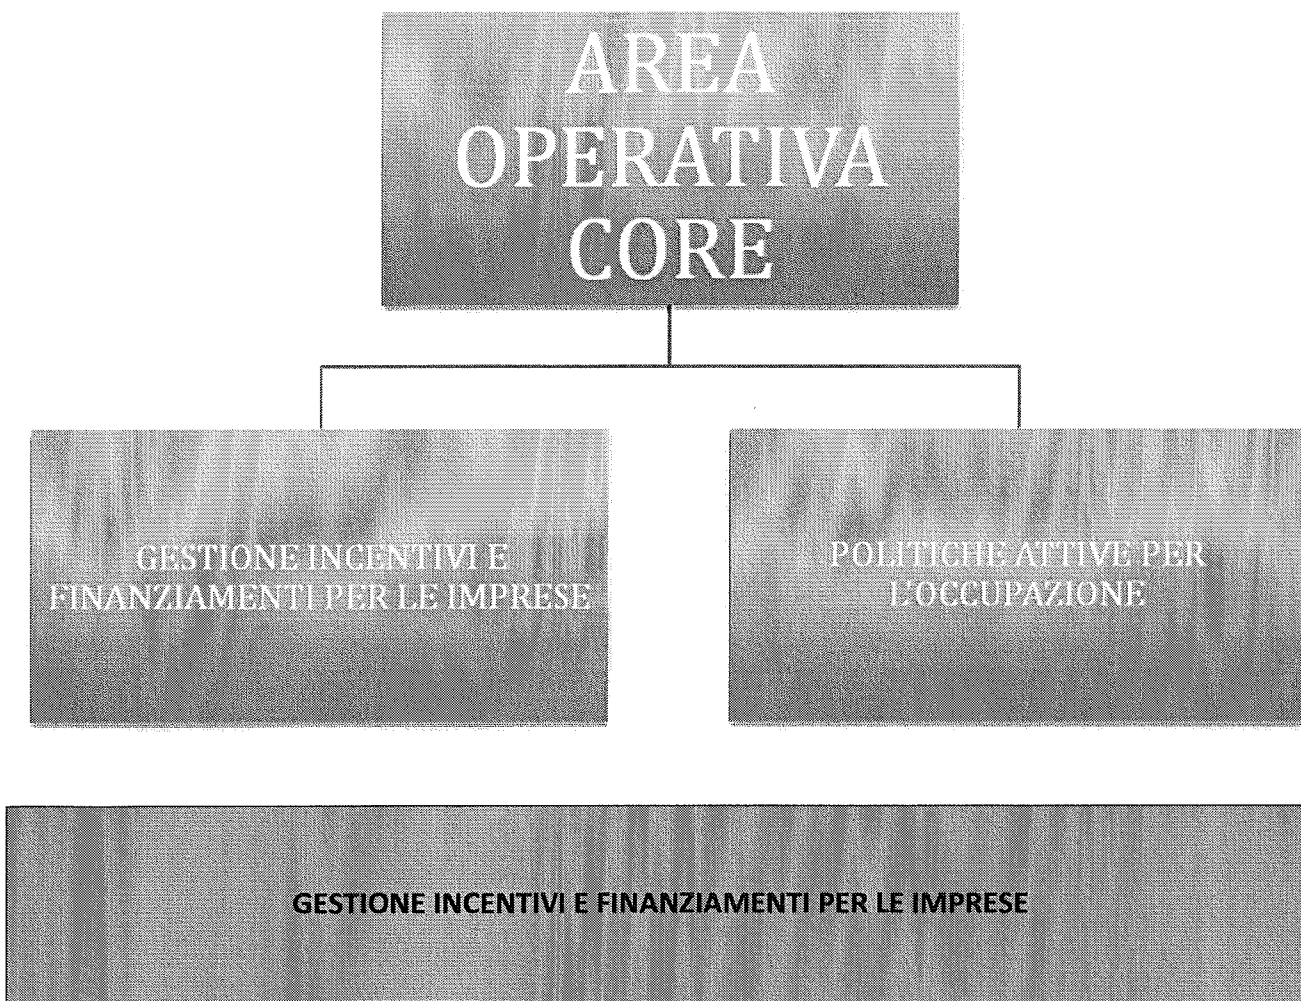 AREA
OPERATIVA
CORE
GESTIONE INCENTIVI E
FINANZIAMENTI PER LE IMPRESE
POLITICHE ATTIVE PER
L'OCCUPAZIONE
GESTIONE INCENTIVI E FINANZIAMENTI PER LE IMPRESE